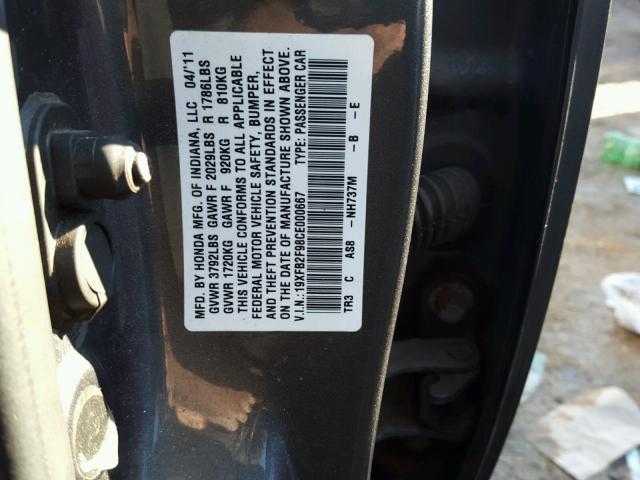 MFD. BY HONDA MFG. OF INDIANA, LLC 04/'11
GVWR 3792LBS GAWR F 2029LBS R 1786LBS
GVWR 1720KG GAWR F 920KG R 810KG
THIS VEHICLE CONFORMS TO ALL APPLICABLE
FEDERAL MOTOR VEHICLE SAFETY, BUMPER,
AND THEFT PREVENTION STANDARDS IN EFFECT
ON THE DATE OF MANUFACTURE SHOWN ABOVE.
V.I.N.:19XFB2F98CE000667 TYPE: PASSENGER CAR
TR3 C AS8 -NH737M -B -E